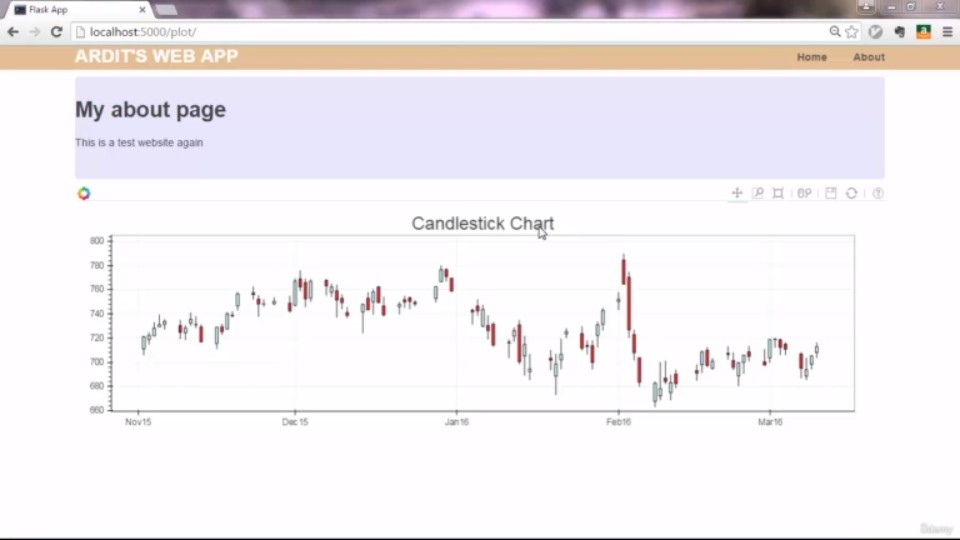 Flask App
localhost:5000/plot/
ARDIT'S WEB APP
Home About
My about page
This is a test website again
Candlestick Chart
800
780
760
740
720
700
680
660
Nov15 Dec15 Jan16 Feb16 Mar16
Udemy